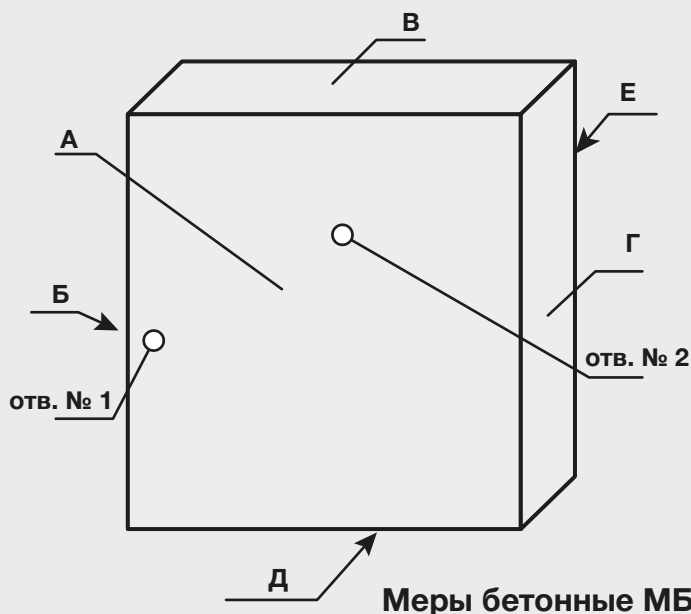 В
Е
А
Г
Б
отв. № 2
отв. № 1
Д
Меры бетонные МБ